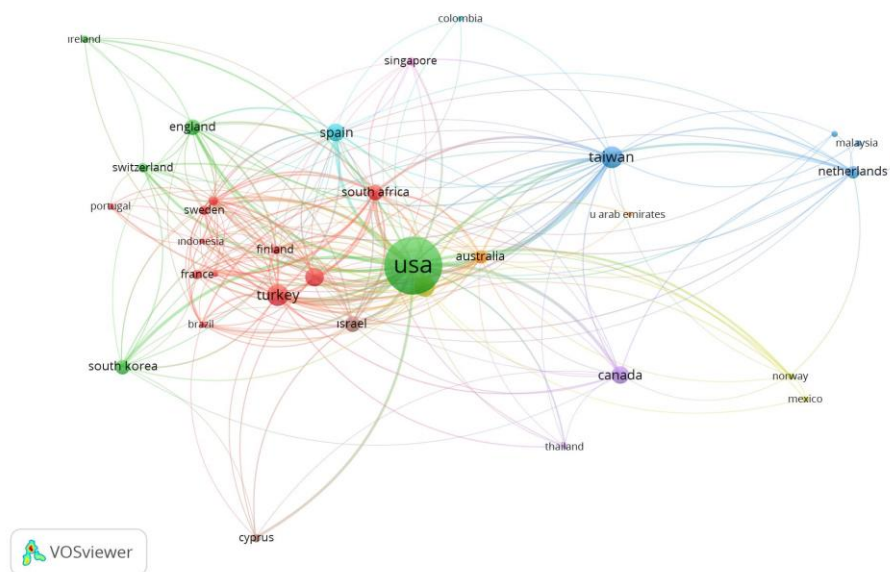 colombia
ireland
singapore
england
spain
malaysia
taiwan
switzerland
netherlands
south africa
portugal
sweden
u arab emirates
indonesia
finland
australia
usa
france
turkey
israel
brazil
south korea
canada
norway
mexico
thailand
cyprus
VOSviewer